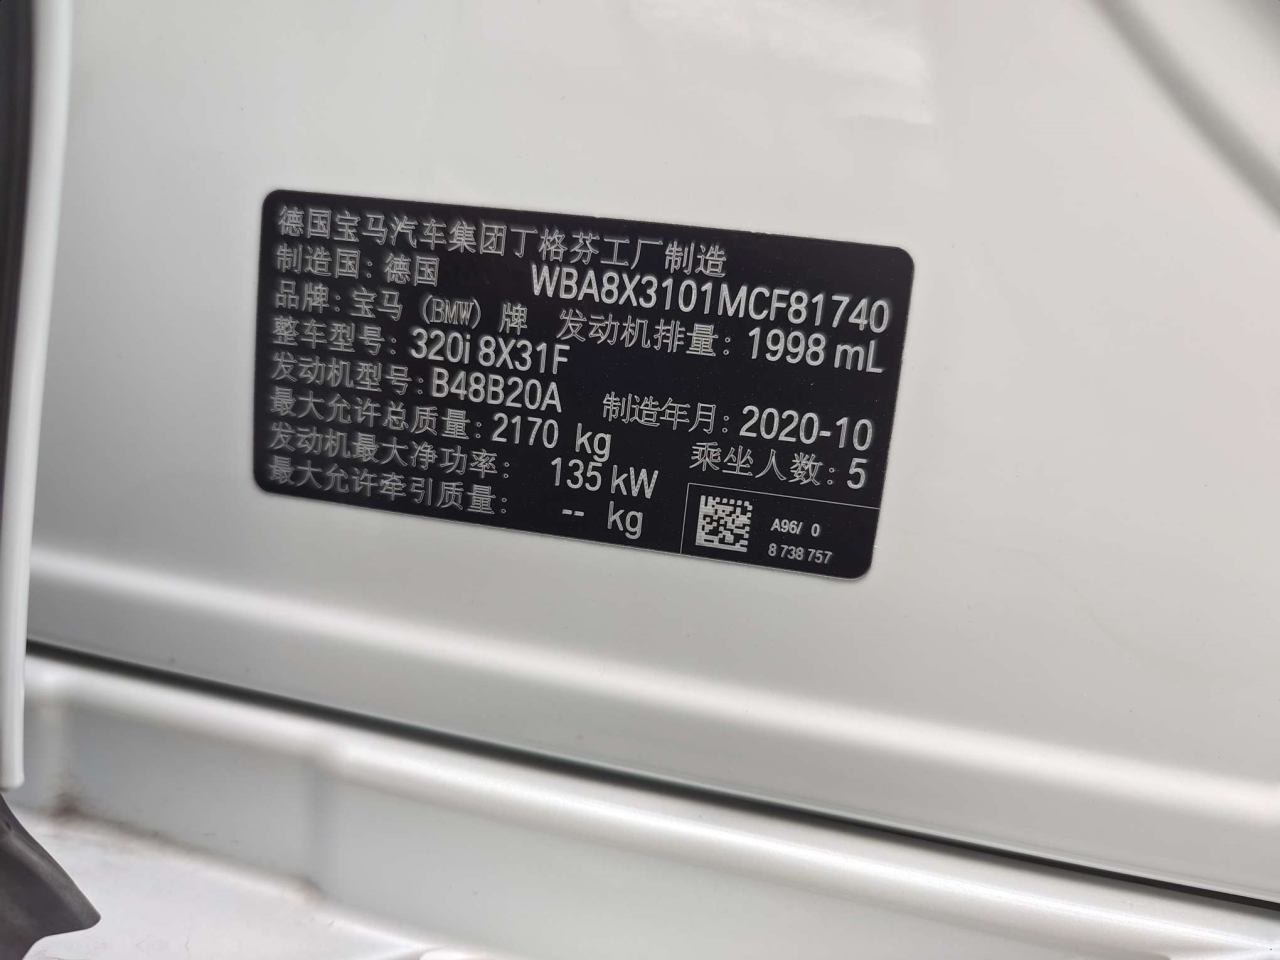 德国宝马汽车集团丁格芬工厂制造
制造国：德国 WBA8X3101MCF81740
品牌：宝马 (BMW) 牌 发动机排量：1998 mL
整车型号：320i 8X31F
发动机型号：B48B20A 制造年月：2020-10
最大允许总质量：2170 kg 乘坐人数：5
发动机最大净功率： 135 kW
最大允许牵引质量： -- kg
A96/ 0
8 738 757